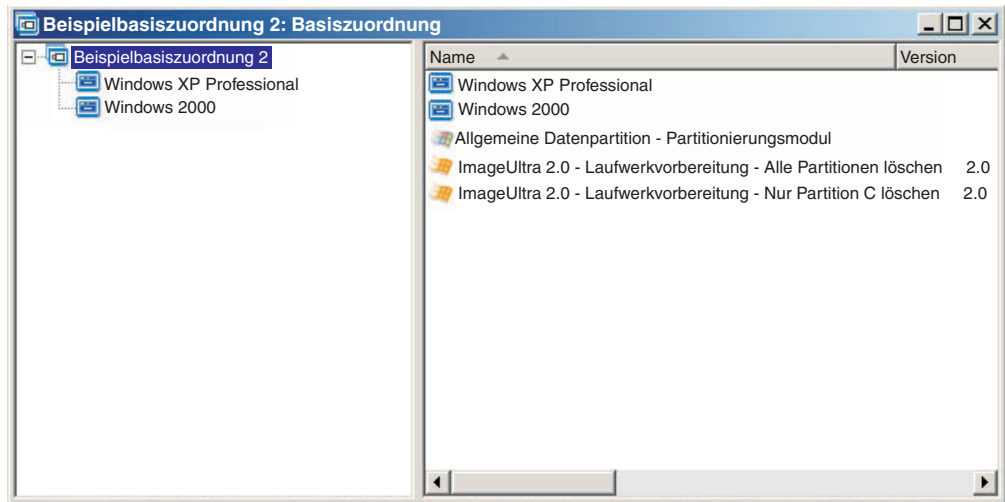 Beispielbasiszuordnung 2: Basiszuordnung
Beispielbasiszuordnung 2
Windows XP Professional
Windows 2000
Name Version
Windows XP Professional
Windows 2000
Allgemeine Datenpartition - Partitionierungsmodul
ImageUltra 2.0 - Laufwerkvorbereitung - Alle Partitionen löschen 2.0
ImageUltra 2.0 - Laufwerkvorbereitung - Nur Partition C löschen 2.0